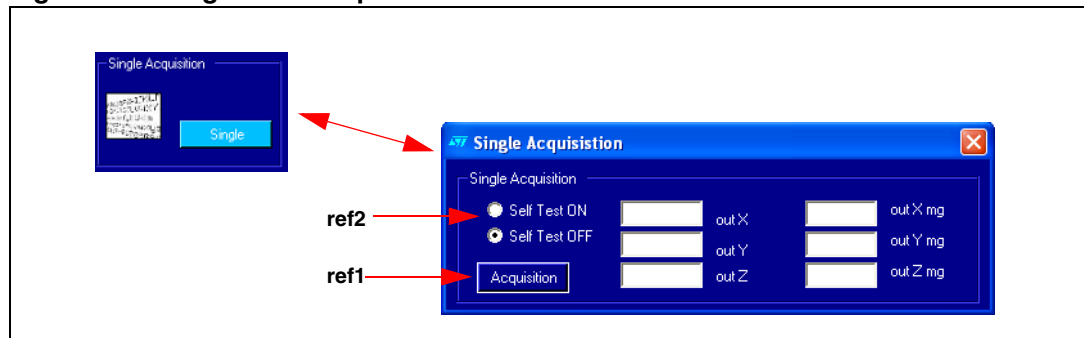 Single Acquisition
Single
Single Acquisistion
Single Acquisition
ref2
Self Test ON
out X
out X mg
Self Test OFF
out Y
out Y mg
ref1
Acquisition
out Z
out Z mg